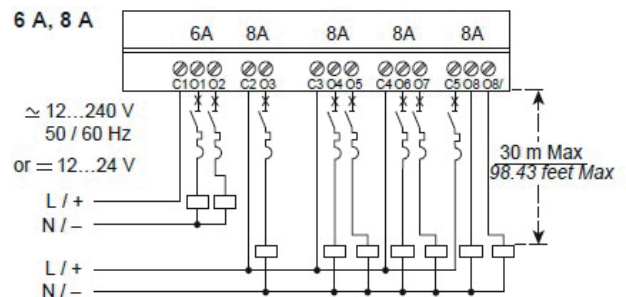 6 A, 8 A
6A 8A 8A 8A 8A
C1 O1 O2 C2 O3 C3 O4 O5 C4 O6 O7 C5 O8 O8/
≃ 12...240 V
50 / 60 Hz
or ⎓ 12...24 V
30 m Max
98.43 feet Max
L / +
N / –
L / +
N / –